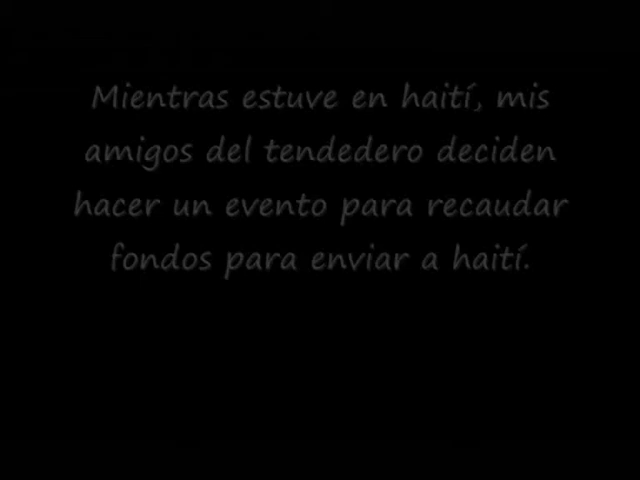 Mientras estuve en haití, mis
amigos del tendedero deciden
hacer un evento para recaudar
fondos para enviar a haití.